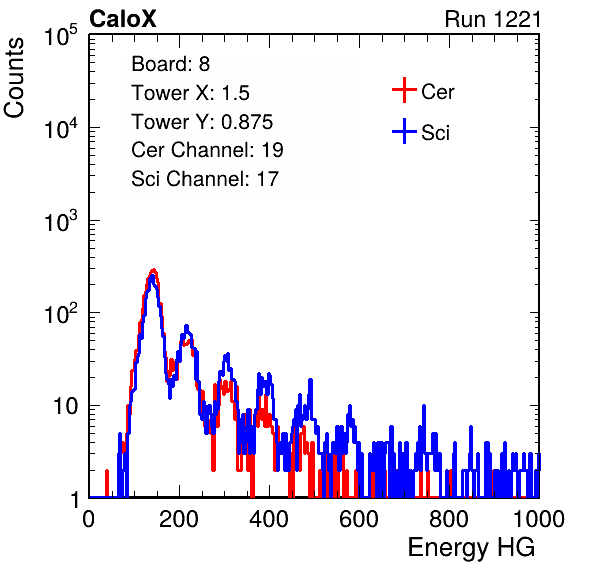 CaloX Run 1221
Counts
10^5
10^4
10^3
10^2
10
1
Board: 8
Tower X: 1.5
Tower Y: 0.875
Cer Channel: 19
Sci Channel: 17
Cer
Sci
0 200 400 600 800 1000
Energy HG